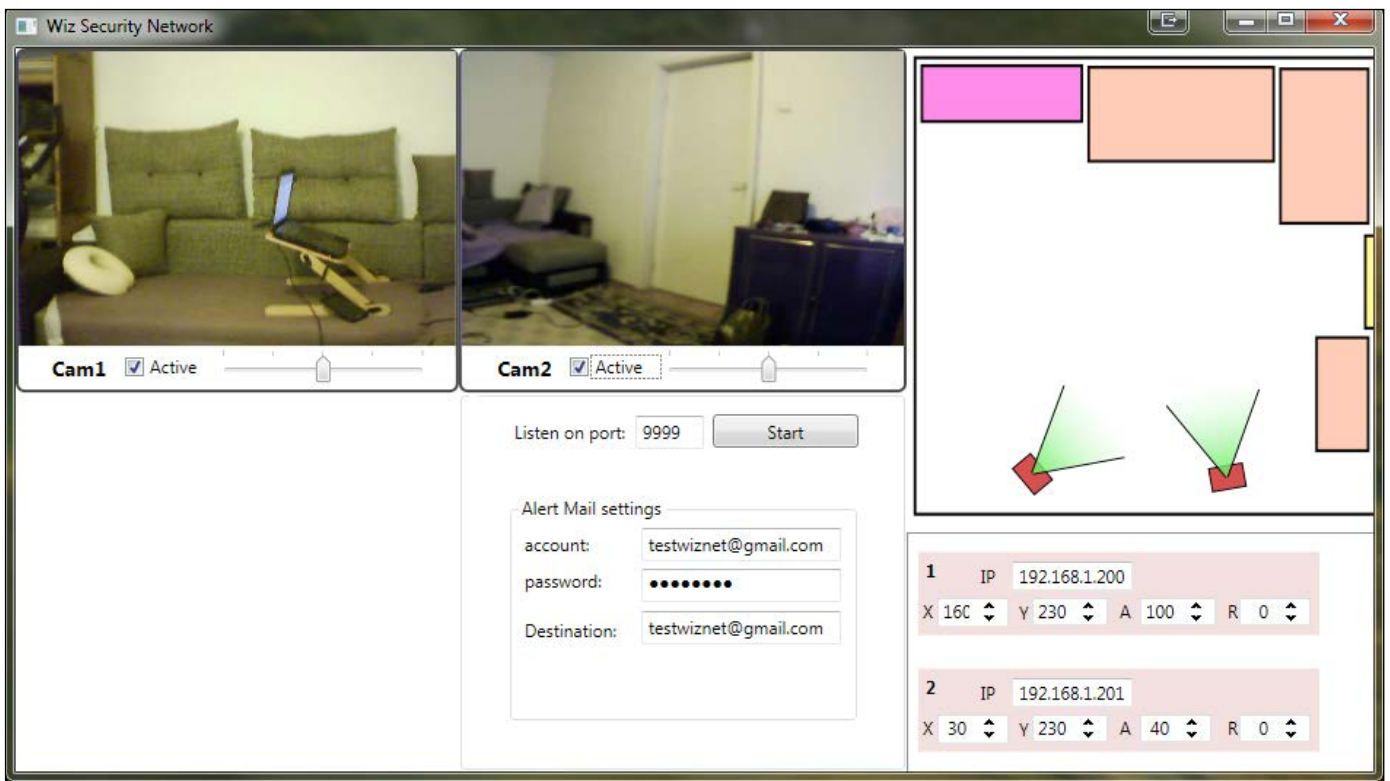 Wiz Security Network
Cam1 Active
Cam2 Active
Listen on port: 9999 Start
Alert Mail settings
account: testwiznet@gmail.com
password: ●●●●●●●●
Destination: testwiznet@gmail.com
1 IP 192.168.1.200
X 160 Y 230 A 100 R 0
2 IP 192.168.1.201
X 30 Y 230 A 40 R 0